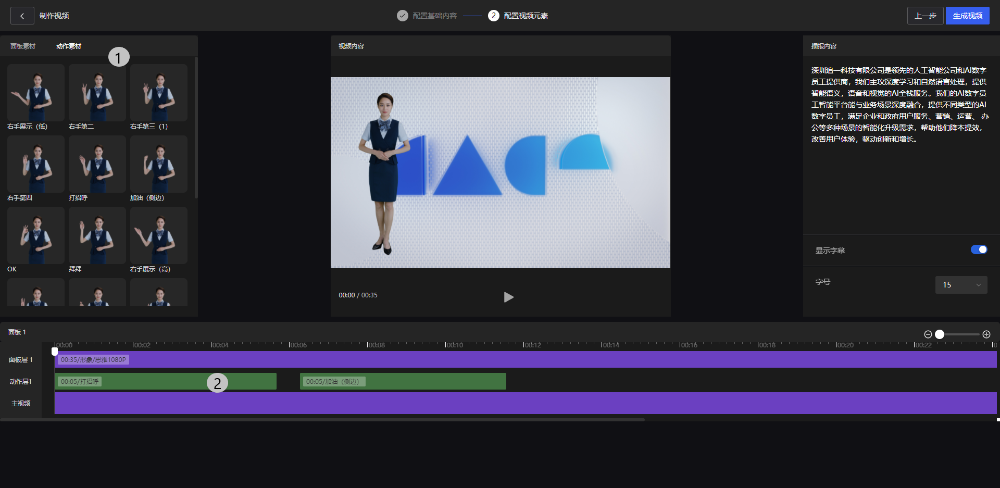 制作视频
配置基础内容
2 配置视频元素
上一步
生成视频
面板素材 动作素材
1
右手展示（低）
右手第二
右手第三（1）
右手第四
打招呼
加油（侧边）
OK
拜拜
右手展示（高）
视频内容
00:00 / 00:35
播报内容
深圳追一科技有限公司是领先的人工智能公司和AI数字
员工提供商，我们主攻深度学习和自然语言处理，提供
智能语义，语音和视觉的AI全栈服务。我们的AI数字员
工智能平台能与业务场景深度融合，提供不同类型的AI
数字员工，满足企业和政府用户服务、营销、运营、 办
公等多种场景的智能化升级需求，帮助他们降本提效，
改善用户体验，驱动创新和增长。
显示字幕
字号
15
面板 1
00:00 00:02 00:04 00:06 00:08 00:10 00:12 00:14 00:16 00:18 00:20 00:22
面板层 1
00:35/形象/思雅1080P
动作层1
00:05/打招呼
2
00:05/加油（侧边）
主视频